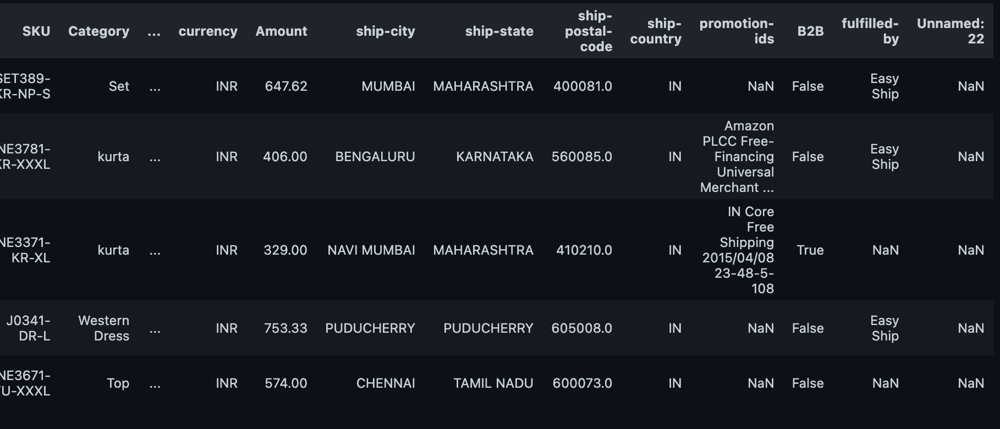 SKU Category ... currency Amount ship-city ship-state ship-postal-code ship-country promotion-ids B2B fulfilled-by Unnamed: 22
SET389-KR-NP-S Set ... INR 647.62 MUMBAI MAHARASHTRA 400081.0 IN NaN False Easy Ship NaN
NE3781-KR-XXXL kurta ... INR 406.00 BENGALURU KARNATAKA 560085.0 IN Amazon PLCC Free-Financing Universal Merchant ... False Easy Ship NaN
NE3371-KR-XL kurta ... INR 329.00 NAVI MUMBAI MAHARASHTRA 410210.0 IN IN Core Free Shipping 2015/04/08 23-48-5-108 True NaN NaN
J0341-DR-L Western Dress ... INR 753.33 PUDUCHERRY PUDUCHERRY 605008.0 IN NaN False Easy Ship NaN
NE3671-TU-XXXL Top ... INR 574.00 CHENNAI TAMIL NADU 600073.0 IN NaN False NaN NaN